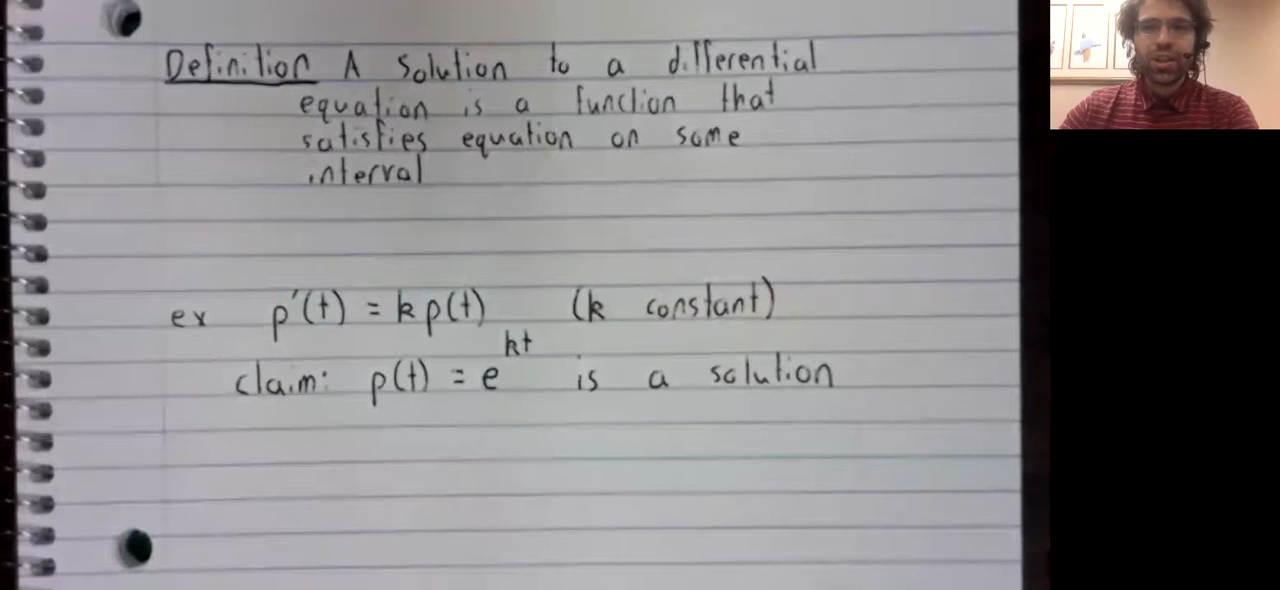 Definition A solution to a differential
equation is a function that
satisfies equation on some
interval
ex p'(t) = kp(t) (k constant)
claim: p(t) = e^{kt} is a solution